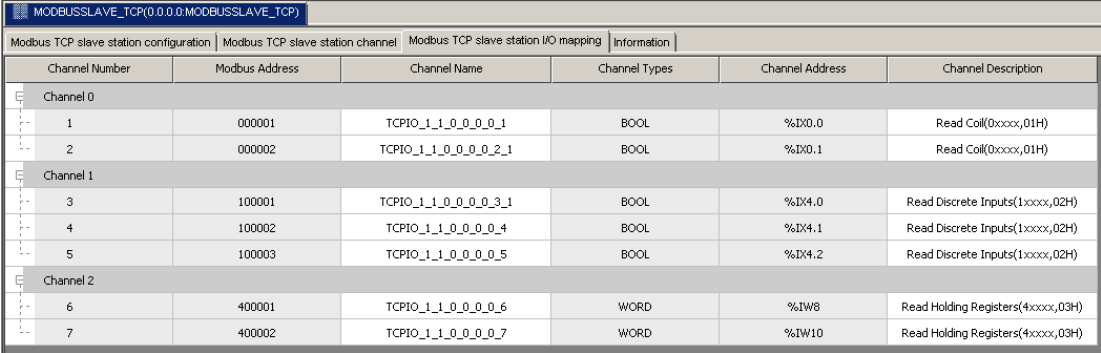 MODBUSSLAVE_TCP(0.0.0.0:MODBUSSLAVE_TCP)
Modbus TCP slave station configuration Modbus TCP slave station channel Modbus TCP slave station I/O mapping Information
Channel Number Modbus Address Channel Name Channel Types Channel Address Channel Description
Channel 0
1 000001 TCPIO_1_1_0_0_0_0_1 BOOL %IX0.0 Read Coil(0xxxx,01H)
2 000002 TCPIO_1_1_0_0_0_0_2_1 BOOL %IX0.1 Read Coil(0xxxx,01H)
Channel 1
3 100001 TCPIO_1_1_0_0_0_0_3_1 BOOL %IX4.0 Read Discrete Inputs(1xxxx,02H)
4 100002 TCPIO_1_1_0_0_0_0_4 BOOL %IX4.1 Read Discrete Inputs(1xxxx,02H)
5 100003 TCPIO_1_1_0_0_0_0_5 BOOL %IX4.2 Read Discrete Inputs(1xxxx,02H)
Channel 2
6 400001 TCPIO_1_1_0_0_0_0_6 WORD %IW8 Read Holding Registers(4xxxx,03H)
7 400002 TCPIO_1_1_0_0_0_0_7 WORD %IW10 Read Holding Registers(4xxxx,03H)